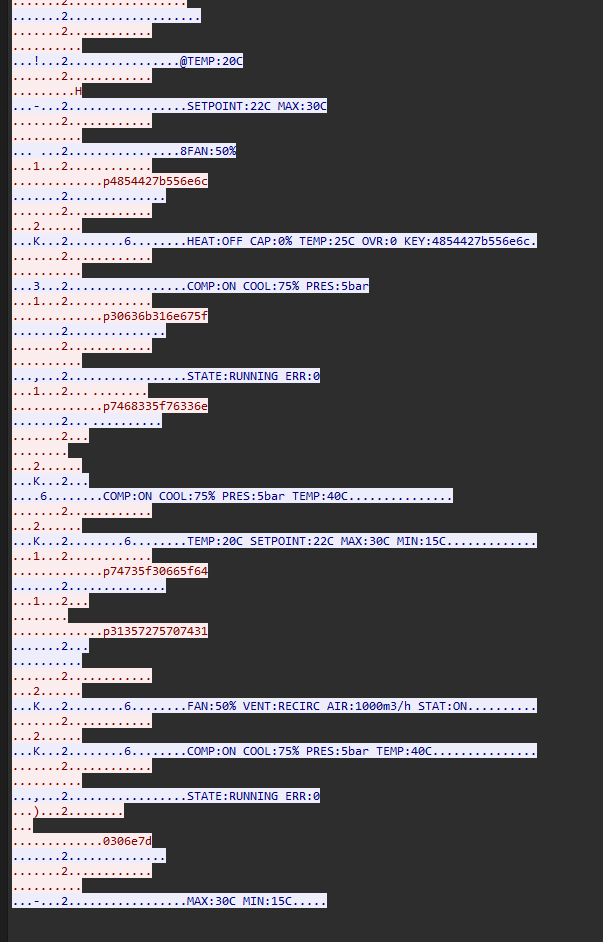 .......2.................
.......2...................
.......2............
..........
...!...2................@TEMP:20C
.......2............
.........H
...-...2.................SETPOINT:22C MAX:30C
.......2............
..........
... ...2................8FAN:50%
...1...2............
.............p4854427b556e6c
.......2..............
.......2............
...2......
...K...2........6........HEAT:OFF CAP:0% TEMP:25C OVR:0 KEY:4854427b556e6c.
.......2............
..........
...3...2.................COMP:ON COOL:75% PRES:5bar
...1...2............
.............p30636b316e675f
.......2..............
.......2............
..........
...,...2.................STATE:RUNNING ERR:0
...1...2... ........
.............p7468335f76336e
.......2... ..........
.......2...
........
...2......
...K...2...
....6........COMP:ON COOL:75% PRES:5bar TEMP:40C...............
.......2............
...2......
...K...2........6........TEMP:20C SETPOINT:22C MAX:30C MIN:15C.............
...1...2............
.............p74735f30665f64
.......2..............
...1...2...
........
.............p31357275707431
.......2...
..........
.......2............
...2......
...K...2........6........FAN:50% VENT:RECIRC AIR:1000m3/h STAT:ON..........
.......2............
...2......
...K...2........6........COMP:ON COOL:75% PRES:5bar TEMP:40C...............
.......2............
..........
...,...2.................STATE:RUNNING ERR:0
...)...2........
...
.............0306e7d
.......2..............
.......2............
..........
...-...2.................MAX:30C MIN:15C.....